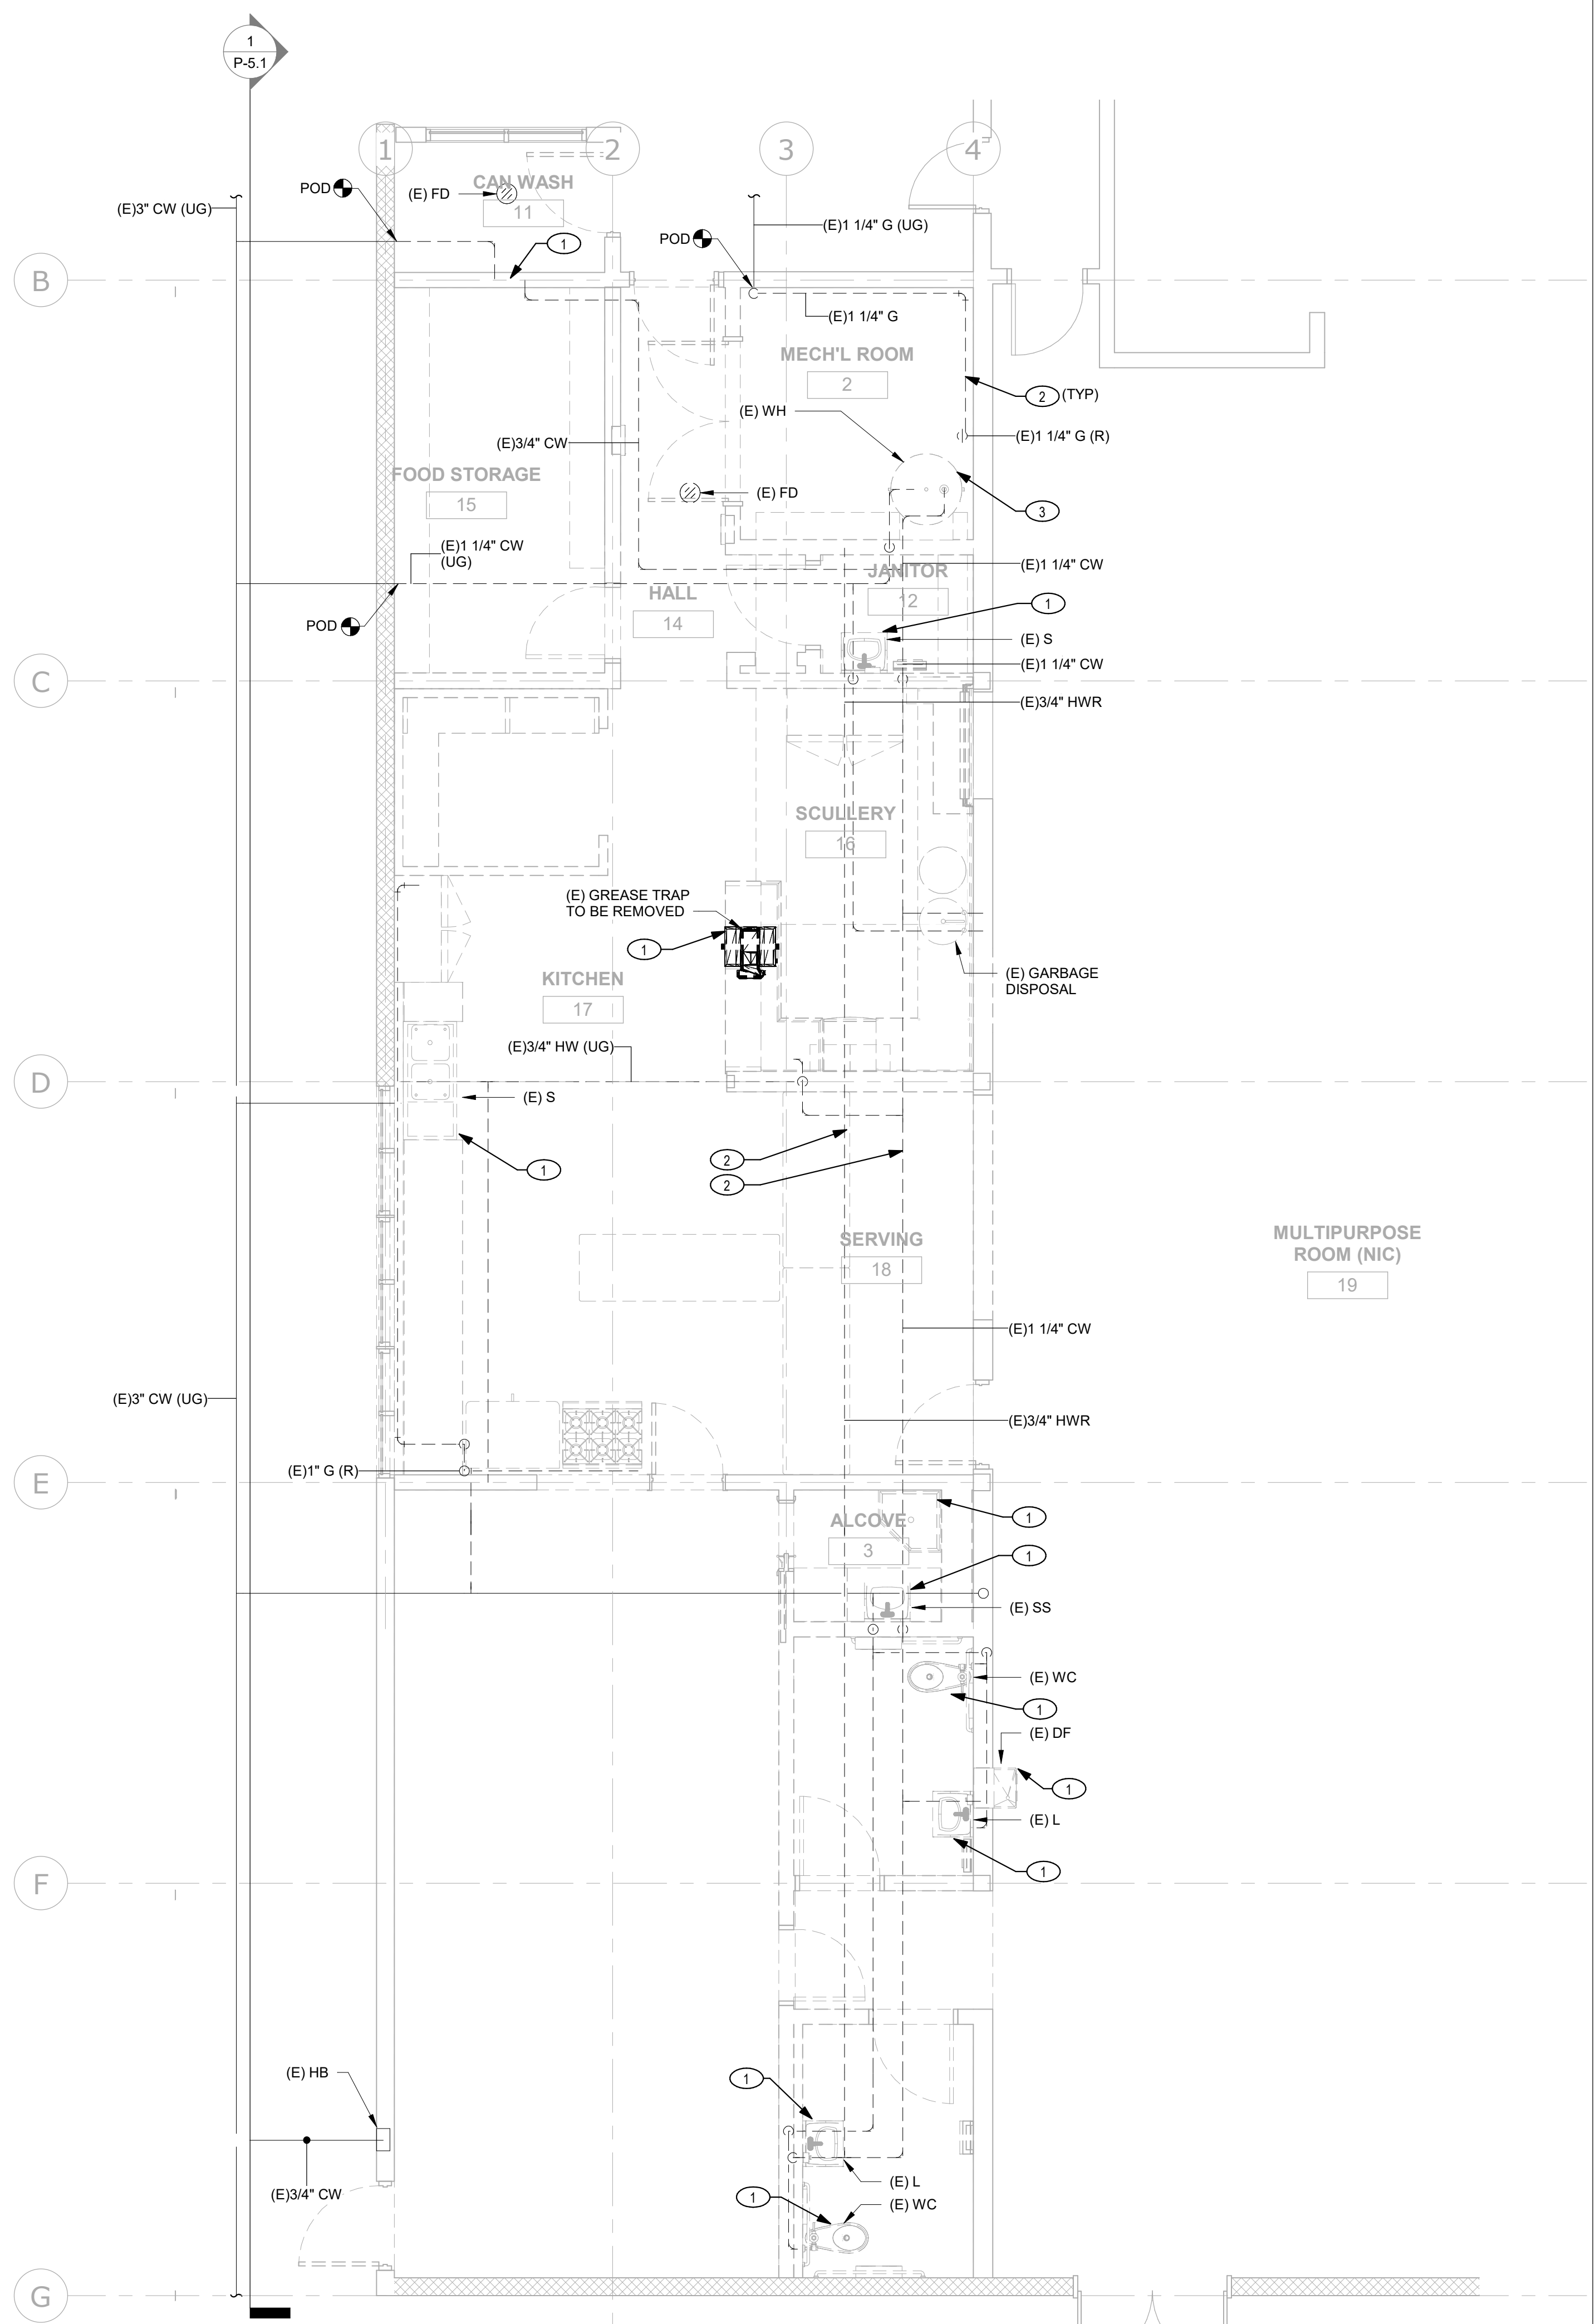 1
P-5.1
1
2
3
4
POD
(E) FD
CAN WASH
11
(E)3" CW (UG)
1
POD
(E)1 1/4" G (UG)
B
(E)1 1/4" G
MECH'L ROOM
2
2 (TYP)
(E) WH
(E)1 1/4" G (R)
(E)3/4" CW
FOOD STORAGE
15
(E) FD
3
(E)1 1/4" CW
(UG)
(E)1 1/4" CW
JANITOR
12
HALL
14
1
POD
(E) S
(E)1 1/4" CW
C
(E)3/4" HWR
SCULLERY
16
(E) GREASE TRAP
TO BE REMOVED
1
(E) GARBAGE
DISPOSAL
KITCHEN
17
(E)3/4" HW (UG)
D
(E) S
1
2
2
SERVING
18
MULTIPURPOSE
ROOM (NIC)
19
(E)1 1/4" CW
(E)3" CW (UG)
(E)3/4" HWR
(E)1" G (R)
E
ALCOVE
3
1
1
(E) SS
(E) WC
1
(E) DF
1
(E) L
1
F
(E) HB
1
(E)3/4" CW
(E) L
1
(E) WC
G